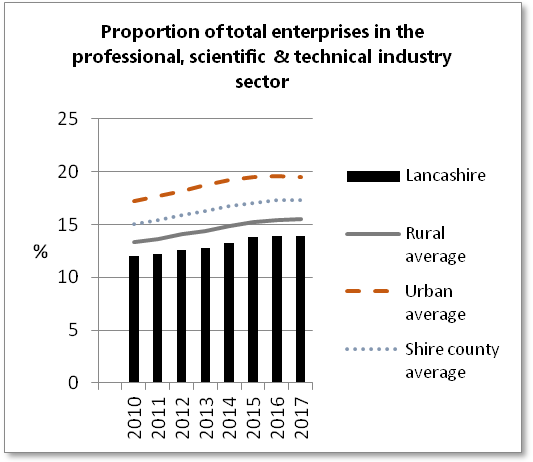 Proportion of total enterprises in the
professional, scientific & technical industry
sector
25
20
15
10
5
0
%
2010
2011
2012
2013
2014
2015
2016
2017
Lancashire
Rural
average
Urban
average
Shire county
average